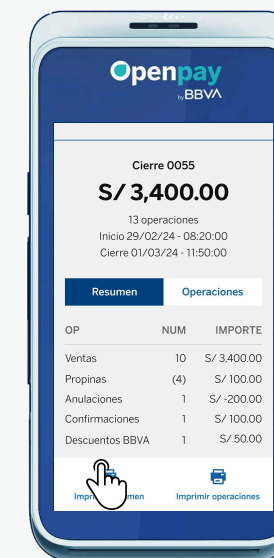 Openpay
by BBVA
Cierre 0055
S/ 3,400.00
13 operaciones
Inicio 29/02/24 - 08:20:00
Cierre 01/03/24 - 11:50:00
Resumen Operaciones
OP NUM IMPORTE
Ventas 10 S/ 3,400.00
Propinas (4) S/ 100.00
Anulaciones 1 S/ -200.00
Confirmaciones 1 S/ 100.00
Descuentos BBVA 1 S/ 50.00
Imprimir operaciones